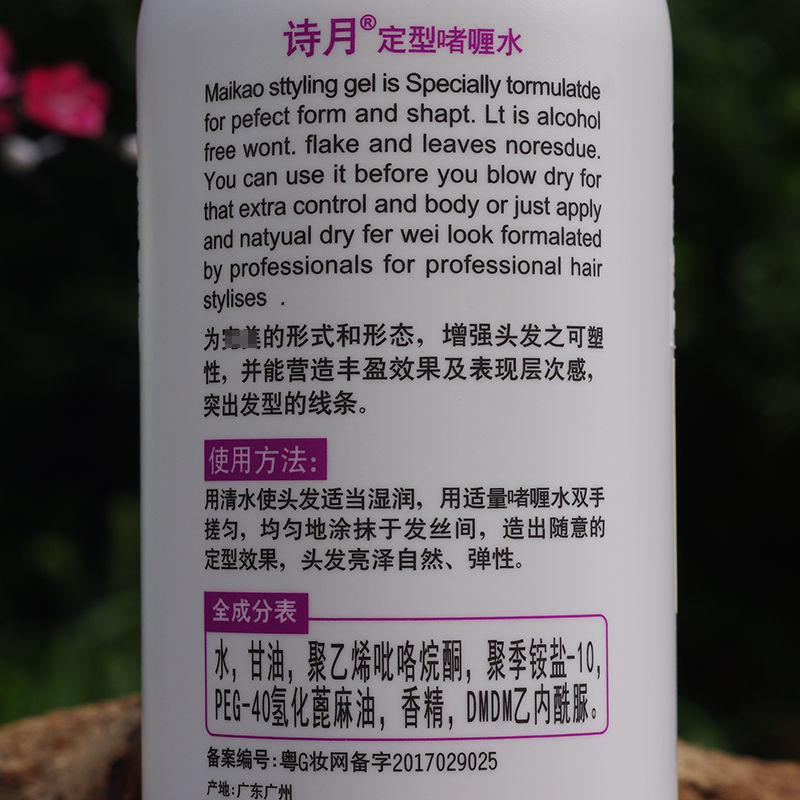 诗月®定型啫喱水
Maikao sttyling gel is Specially tormulatde
for pefect form and shapt. Lt is alcohol
free wont. flake and leaves noresdue.
You can use it before you blow dry for
that extra control and body or just apply
and natyual dry fer wei look formalated
by professionals for professional hair
stylises .
为的形式和形态，增强头发之可塑
性，并能营造丰盈效果及表现层次感，
突出发型的线条。
使用方法：
用清水使头发适当湿润，用适量啫喱水双手
搓匀，均匀地涂抹于发丝间，造出随意的
定型效果，头发亮泽自然、弹性。
全成分表
水，甘油，聚乙烯吡咯烷酮，聚季铵盐-10，
PEG-40氢化蓖麻油，香精，DMDM乙内酰脲。
备案编号：粤G妆网备字2017029025
产地：广东广州